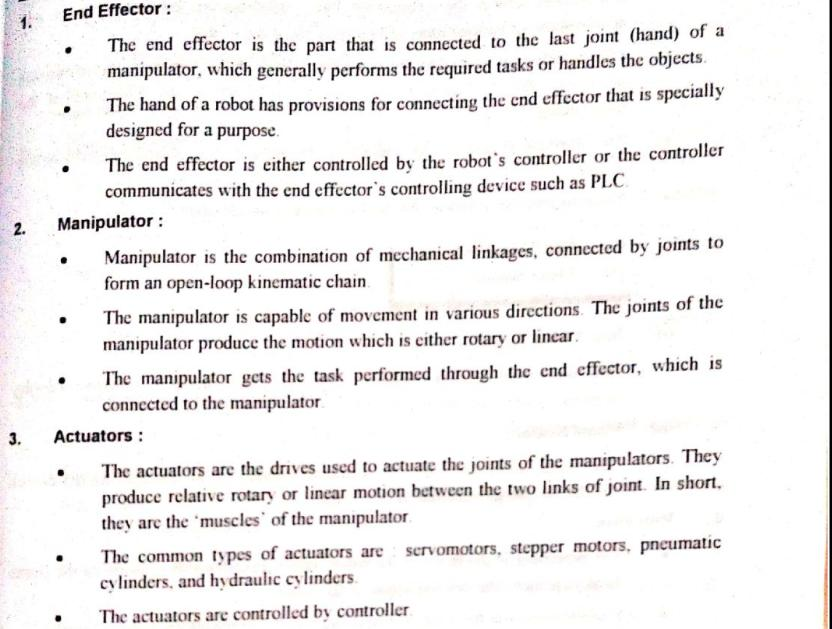 1. End Effector :
• The end effector is the part that is connected to the last joint (hand) of a
manipulator, which generally performs the required tasks or handles the objects.
• The hand of a robot has provisions for connecting the end effector that is specially
designed for a purpose.
• The end effector is either controlled by the robot's controller or the controller
communicates with the end effector's controlling device such as PLC.
2. Manipulator :
• Manipulator is the combination of mechanical linkages, connected by joints to
form an open-loop kinematic chain.
• The manipulator is capable of movement in various directions. The joints of the
manipulator produce the motion which is either rotary or linear.
• The manipulator gets the task performed through the end effector, which is
connected to the manipulator.
3. Actuators :
• The actuators are the drives used to actuate the joints of the manipulators. They
produce relative rotary or linear motion between the two links of joint. In short,
they are the 'muscles' of the manipulator.
• The common types of actuators are : servomotors, stepper motors, pneumatic
cylinders, and hydraulic cylinders.
• The actuators are controlled by controller.